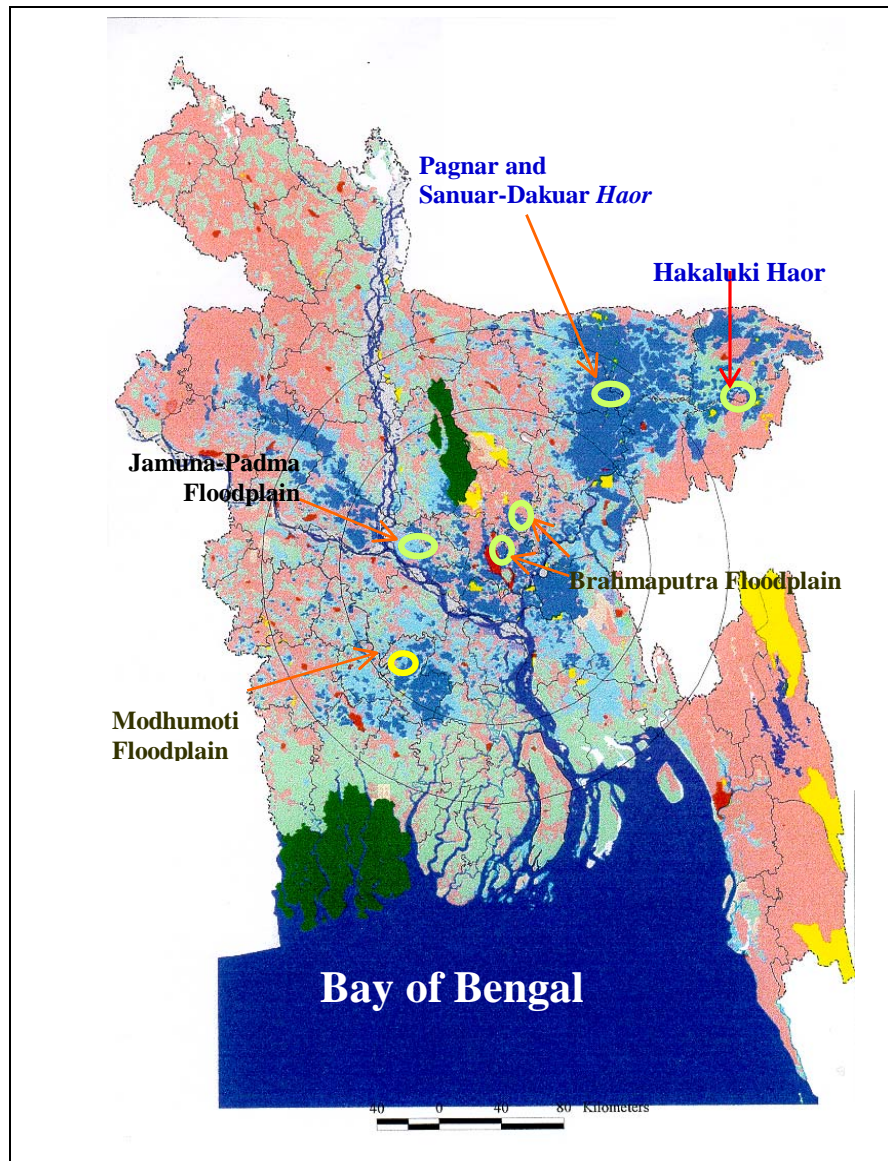 Pagnar and
Sanuar-Dakuar Haor
Hakaluki Haor
Jamuna-Padma
Floodplain
Brahmaputra Floodplain
Modhumoti
Floodplain
Bay of Bengal
40 0 40 80 Kilometers